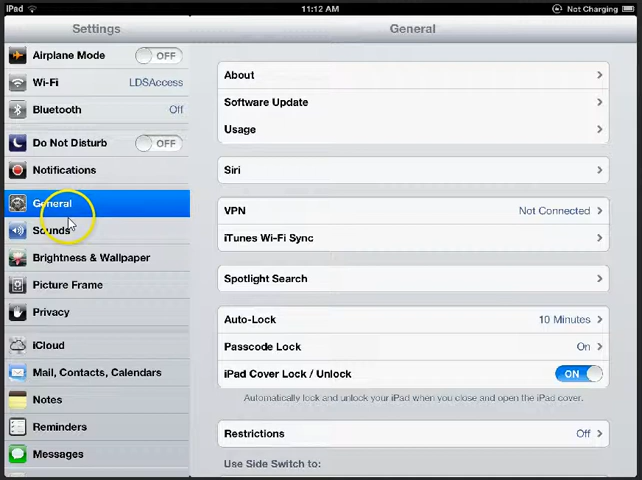 iPad
11:12 AM
Not Charging
Settings
General
Airplane Mode OFF
Wi-Fi LDSAccess
Bluetooth Off
Do Not Disturb OFF
Notifications
General
Sounds
Brightness & Wallpaper
Picture Frame
Privacy
iCloud
Mail, Contacts, Calendars
Notes
Reminders
Messages
About
Software Update
Usage
Siri
VPN Not Connected
iTunes Wi-Fi Sync
Spotlight Search
Auto-Lock 10 Minutes
Passcode Lock On
iPad Cover Lock / Unlock ON
Automatically lock and unlock your iPad when you close and open the iPad cover.
Restrictions Off
Use Side Switch to: